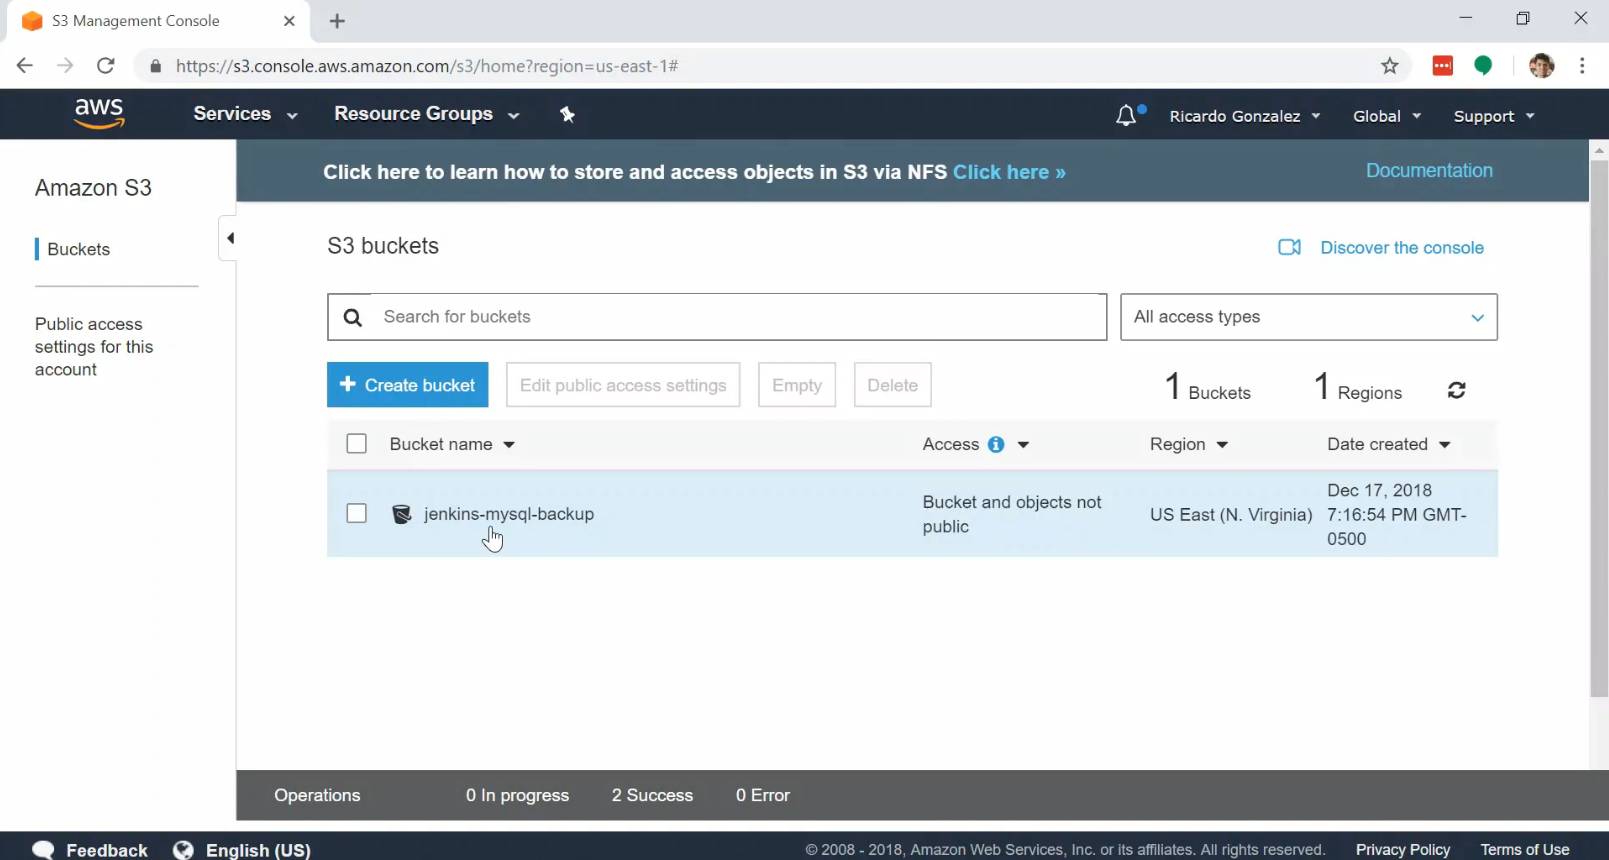 S3 Management Console
https://s3.console.aws.amazon.com/s3/home?region=us-east-1#
aws
Services
Resource Groups
Ricardo Gonzalez
Global
Support
Amazon S3
Buckets
Public access
settings for this
account
Click here to learn how to store and access objects in S3 via NFS Click here »
Documentation
S3 buckets
Discover the console
Search for buckets
All access types
+ Create bucket
Edit public access settings
Empty
Delete
1 Buckets
1 Regions
Bucket name
Access
Region
Date created
jenkins-mysql-backup
Bucket and objects not
public
US East (N. Virginia)
Dec 17, 2018
7:16:54 PM GMT-
0500
Operations
0 In progress
2 Success
0 Error
Feedback
English (US)
© 2008 - 2018, Amazon Web Services, Inc. or its affiliates. All rights reserved.
Privacy Policy
Terms of Use